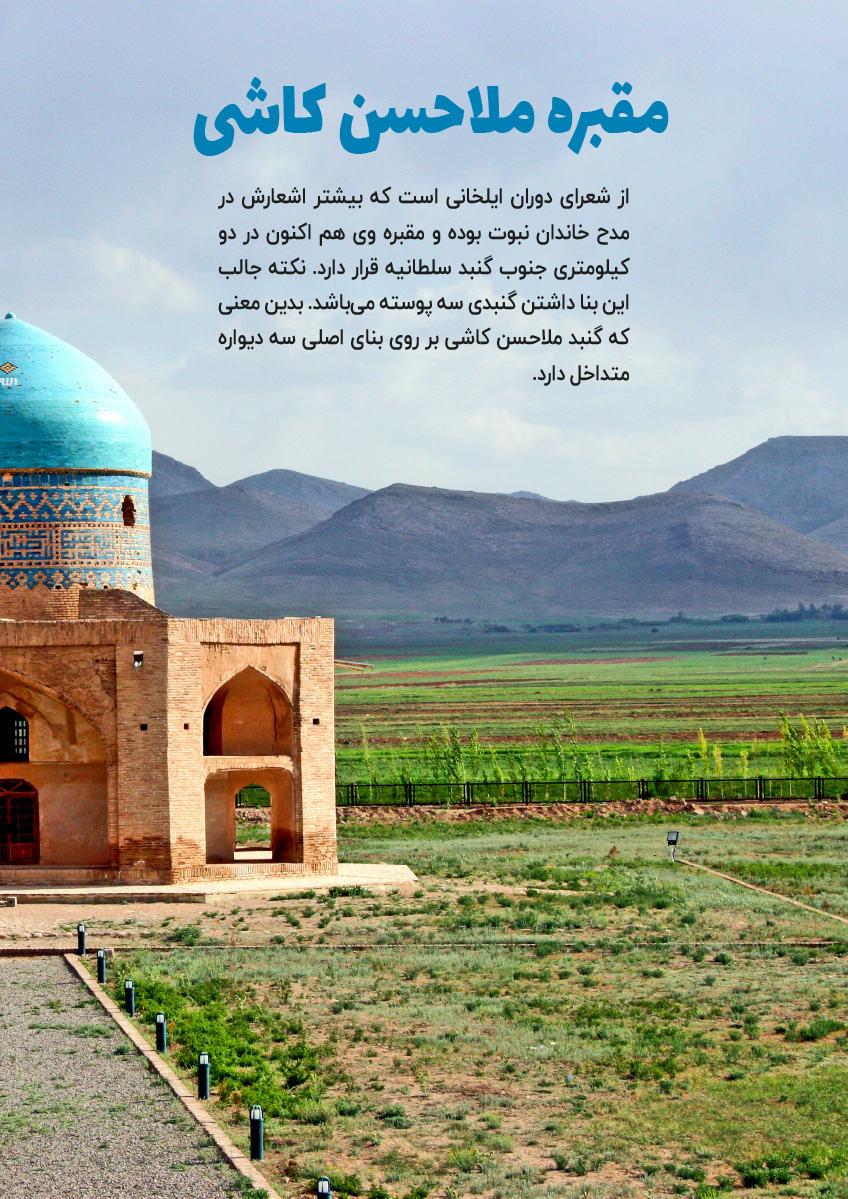 مقبره ملاحسن کاشی
از شعرای دوران ایلخانی است که بیشتر اشعارش در
مدح خاندان نبوت بوده و مقبره وی هم اکنون در دو
کیلومتری جنوب گنبد سلطانیه قرار دارد. نکته جالب
این بنا داشتن گنبدی سه پوسته می‌باشد. بدین معنی
که گنبد ملاحسن کاشی بر روی بنای اصلی سه دیواره
متداخل دارد.